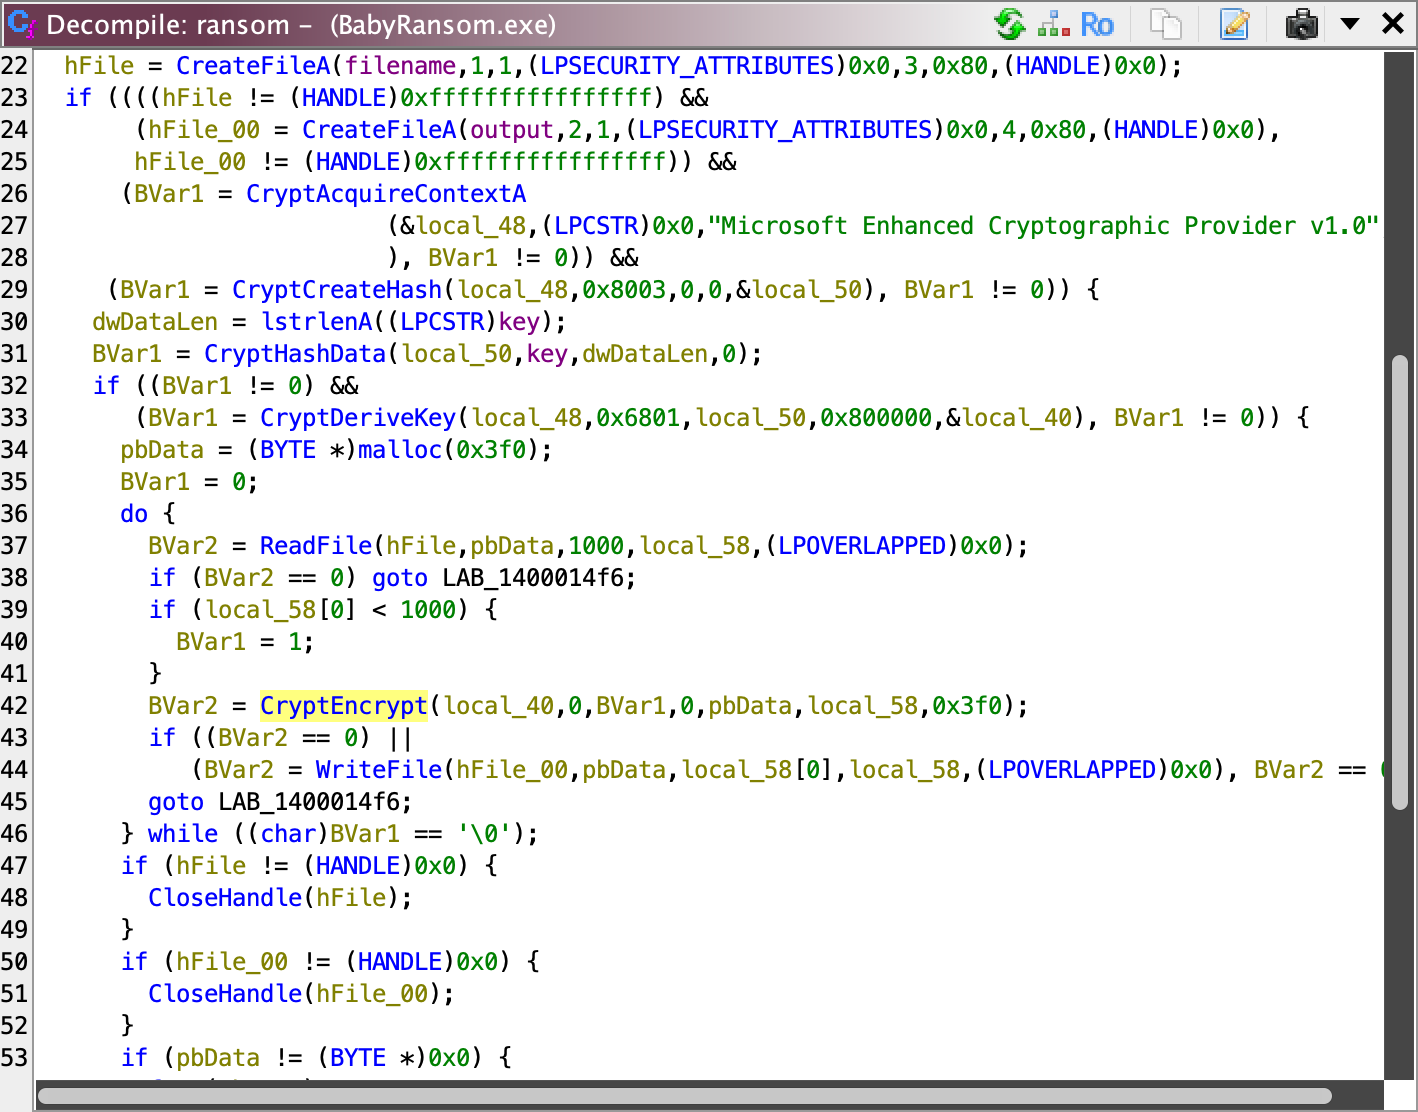 Decompile: ransom – (BabyRansom.exe)
Ro
22 hFile = CreateFileA(filename,1,1,(LPSECURITY_ATTRIBUTES)0x0,3,0x80,(HANDLE)0x0);
23 if ((((hFile != (HANDLE)0xffffffffffffffff) &&
24 (hFile_00 = CreateFileA(output,2,1,(LPSECURITY_ATTRIBUTES)0x0,4,0x80,(HANDLE)0x0),
25 hFile_00 != (HANDLE)0xffffffffffffffff)) &&
26 (BVar1 = CryptAcquireContextA
27 (&local_48,(LPCSTR)0x0,"Microsoft Enhanced Cryptographic Provider v1.0"
28 ), BVar1 != 0)) &&
29 (BVar1 = CryptCreateHash(local_48,0x8003,0,0,&local_50), BVar1 != 0)) {
30 dwDataLen = lstrlenA((LPCSTR)key);
31 BVar1 = CryptHashData(local_50,key,dwDataLen,0);
32 if ((BVar1 != 0) &&
33 (BVar1 = CryptDeriveKey(local_48,0x6801,local_50,0x800000,&local_40), BVar1 != 0)) {
34 pbData = (BYTE *)malloc(0x3f0);
35 BVar1 = 0;
36 do {
37 BVar2 = ReadFile(hFile,pbData,1000,local_58,(LPOVERLAPPED)0x0);
38 if (BVar2 == 0) goto LAB_1400014f6;
39 if (local_58[0] < 1000) {
40 BVar1 = 1;
41 }
42 BVar2 = CryptEncrypt(local_40,0,BVar1,0,pbData,local_58,0x3f0);
43 if ((BVar2 == 0) ||
44 (BVar2 = WriteFile(hFile_00,pbData,local_58[0],local_58,(LPOVERLAPPED)0x0), BVar2 ==
45 goto LAB_1400014f6;
46 } while ((char)BVar1 == '\0');
47 if (hFile != (HANDLE)0x0) {
48 CloseHandle(hFile);
49 }
50 if (hFile_00 != (HANDLE)0x0) {
51 CloseHandle(hFile_00);
52 }
53 if (pbData != (BYTE *)0x0) {